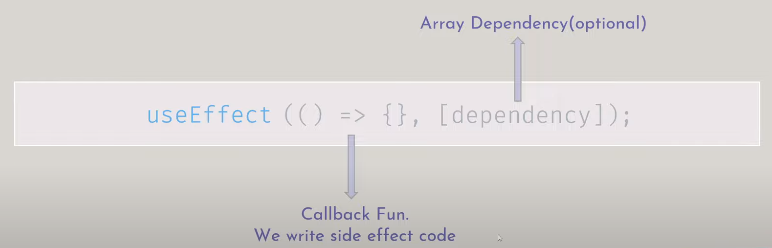 Array Dependency(optional)
useEffect (() => {}, [dependency]);
Callback Fun.
We write side effect code